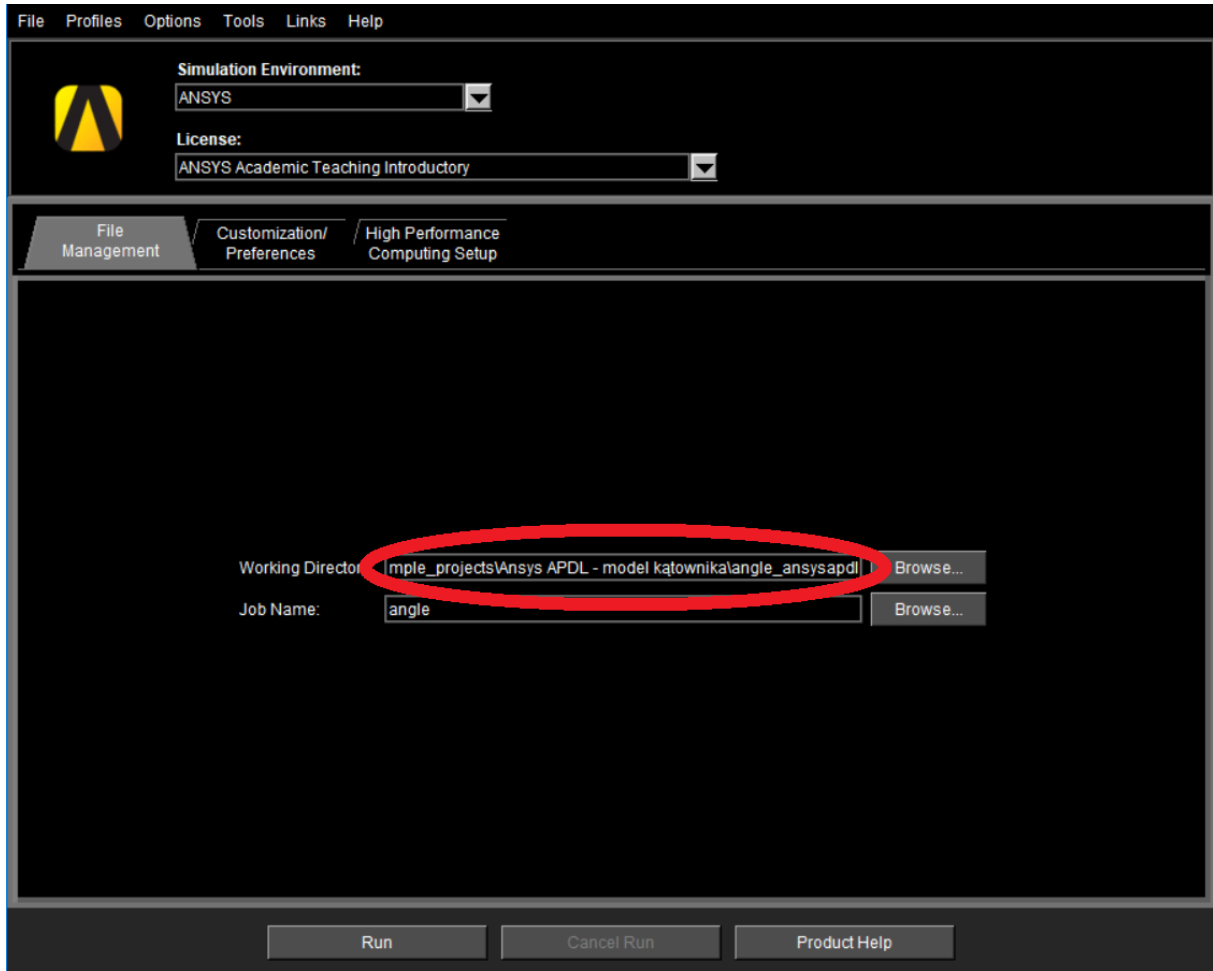 File Profiles Options Tools Links Help
Simulation Environment:
ANSYS
License:
ANSYS Academic Teaching Introductory
File Management
Customization/ Preferences
High Performance Computing Setup
Working Director
mple_projects\Ansys APDL - model kątownika\angle_ansysapdl
Browse...
Job Name:
angle
Browse...
Run
Cancel Run
Product Help